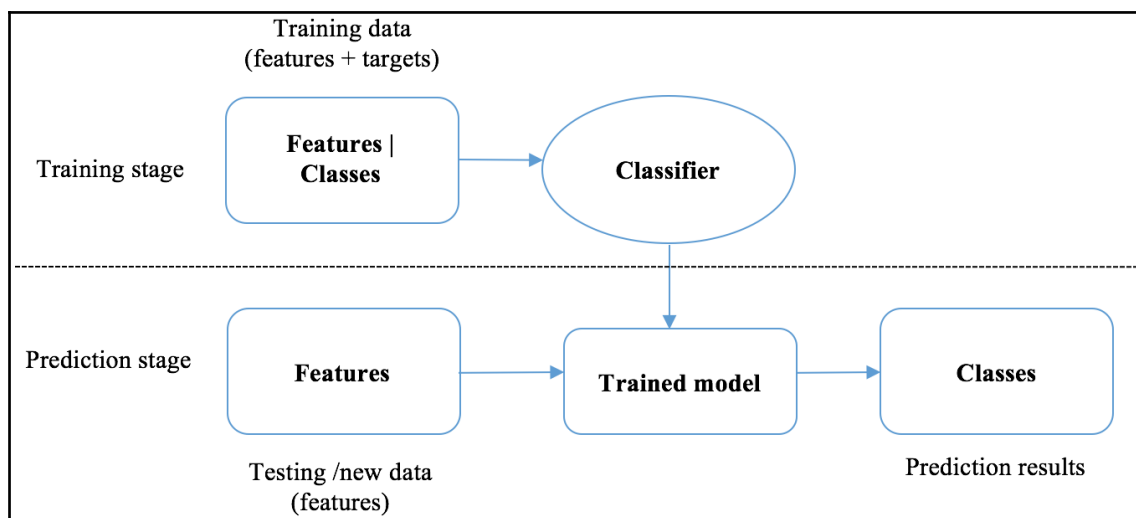 Training data
(features + targets)
Training stage
Features |
Classes
Classifier
Prediction stage
Features
Trained model
Classes
Testing /new data
(features)
Prediction results